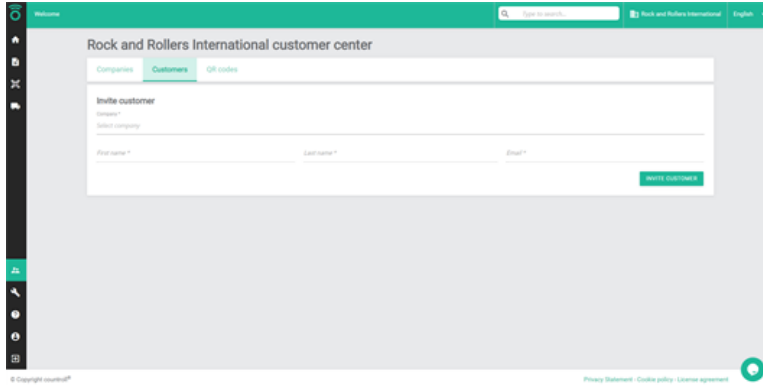 Welcome
Type to search...
Rock and Rollers International
English
Rock and Rollers International customer center
Companies
Customers
QR codes
Invite customer
Company *
Select company
First name *
Last name *
Email *
INVITE CUSTOMER
© Copyright countroll®
Privacy Statement - Cookie policy - License agreement